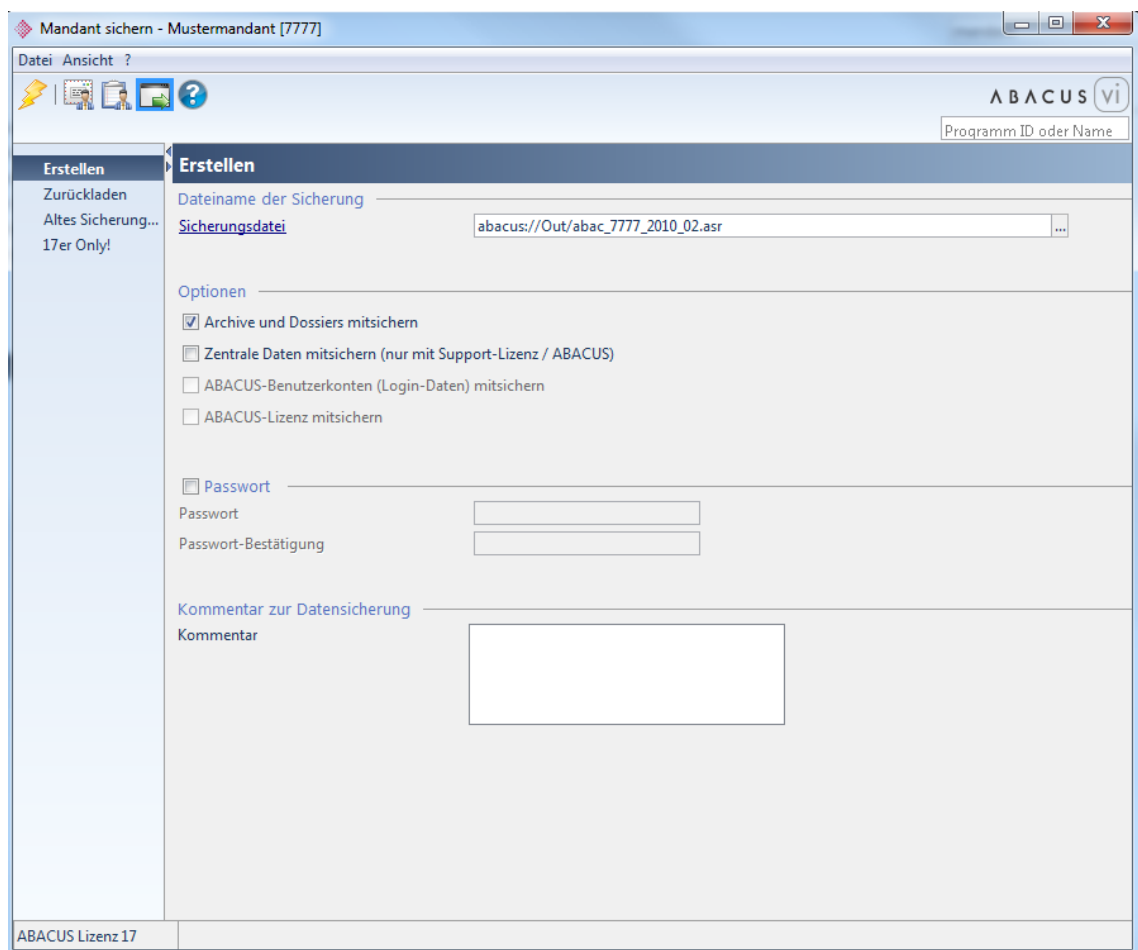 Mandant sichern - Mustermandant [7777]
Datei Ansicht ?
ABACUS vi
Programm ID oder Name
Erstellen
Zurückladen
Altes Sicherung...
17er Only!
Erstellen
Dateiname der Sicherung
Sicherungsdatei abacus://Out/abac_7777_2010_02.asr ...
Optionen
Archive und Dossiers mitsichern
Zentrale Daten mitsichern (nur mit Support-Lizenz / ABACUS)
ABACUS-Benutzerkonten (Login-Daten) mitsichern
ABACUS-Lizenz mitsichern
Passwort
Passwort
Passwort-Bestätigung
Kommentar zur Datensicherung
Kommentar
ABACUS Lizenz 17